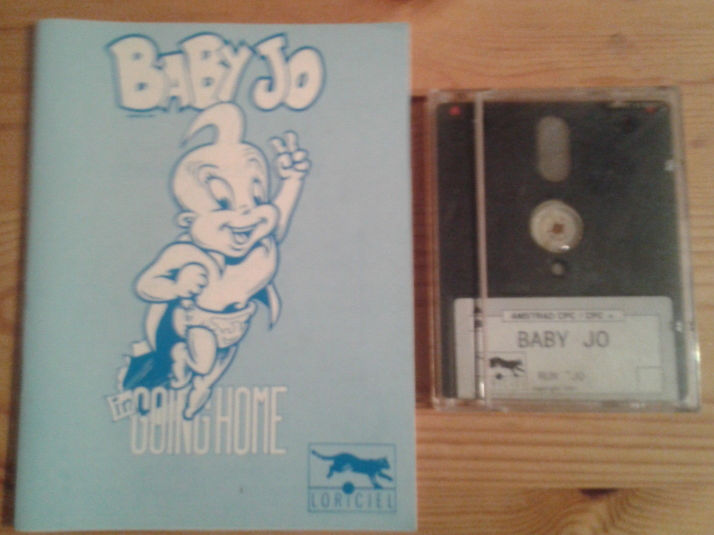 BABY JO
in GOING HOME
LORICIEL
AMSTRAD CPC / CPC +
BABY JO
RUN "JO